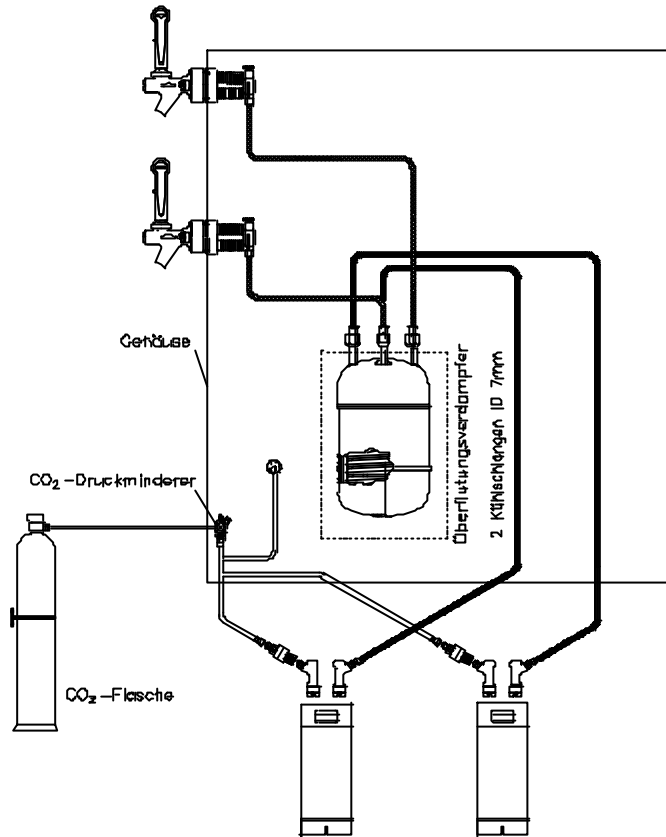 Gehäuse
Überflutungsverdampfer
2 Kühlschlangen ID 7mm
CO₂-Druckminderer
CO₂-Flasche